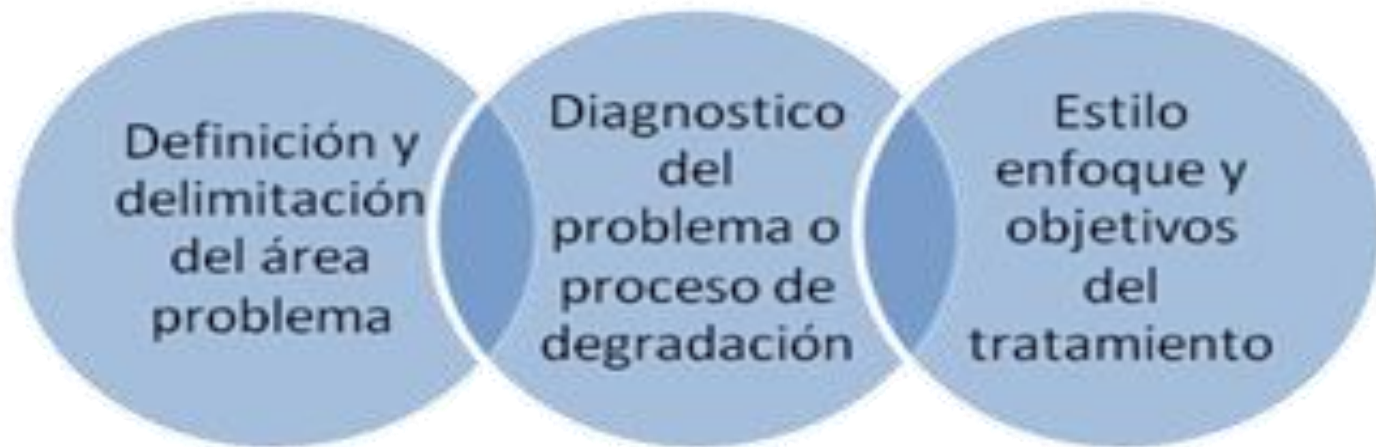 Definición y
delimitación
del área
problema
Diagnostico
del
problema o
proceso de
degradación
Estilo
enfoque y
objetivos
del
tratamiento